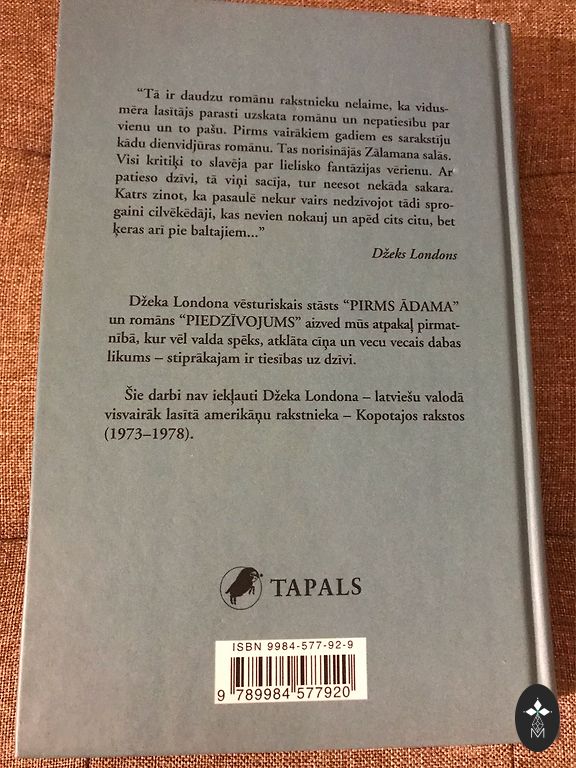 “Tā ir daudzu romānu rakstnieku nelaime, ka vidus-
mēra lasītājs parasti uzskata romānu un nepatiesību par
vienu un to pašu. Pirms vairākiem gadiem es sarakstīju
kādu dienvidjūras romānu. Tas norisinājās Zālamana salās.
Visi kritiķi to slavēja par lielisko fantāzijas vērienu. Ar
patieso dzīvi, tā viņi sacīja, tur neesot nekāda sakara.
Katrs zinot, ka pasaulē nekur vairs nedzīvojot tādi spro-
gaini cilvēkēdāji, kas nevien nokauj un apēd cits citu, bet
ķeras arī pie baltajiem...”
Džeks Londons
Džeka Londona vēsturiskais stāsts “PIRMS ĀDAMA”
un romāns “PIEDZĪVOJUMS” aizved mūs atpakaļ pirmat-
nībā, kur vēl valda spēks, atklāta cīņa un vecu vecais dabas
likums – stiprākajam ir tiesības uz dzīvi.
Šie darbi nav iekļauti Džeka Londona – latviešu valodā
visvairāk lasītā amerikāņu rakstnieka – Kopotajos rakstos
(1973–1978).
TAPALS
ISBN 9984-577-92-9
9 789984 577920
M